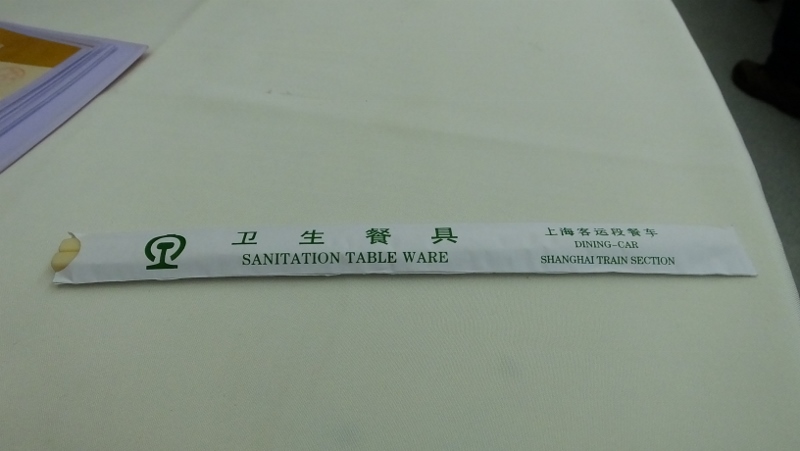 卫生餐具
SANITATION TABLE WARE
上海客运段餐车
DINING-CAR
SHANGHAI TRAIN SECTION